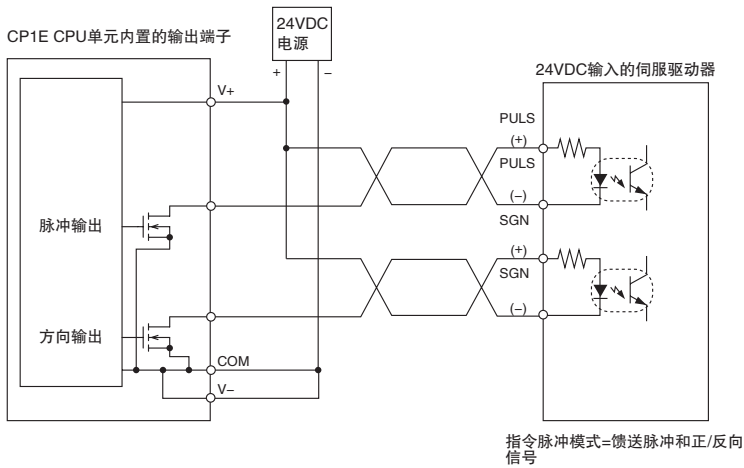 CP1E CPU单元内置的输出端子
24VDC
电源
+ –
24VDC输入的伺服驱动器
V+
PULS
(+)
PULS
(–)
SGN
脉冲输出
(+)
SGN
(–)
方向输出
COM
V–
指令脉冲模式=馈送脉冲和正/反向
信号